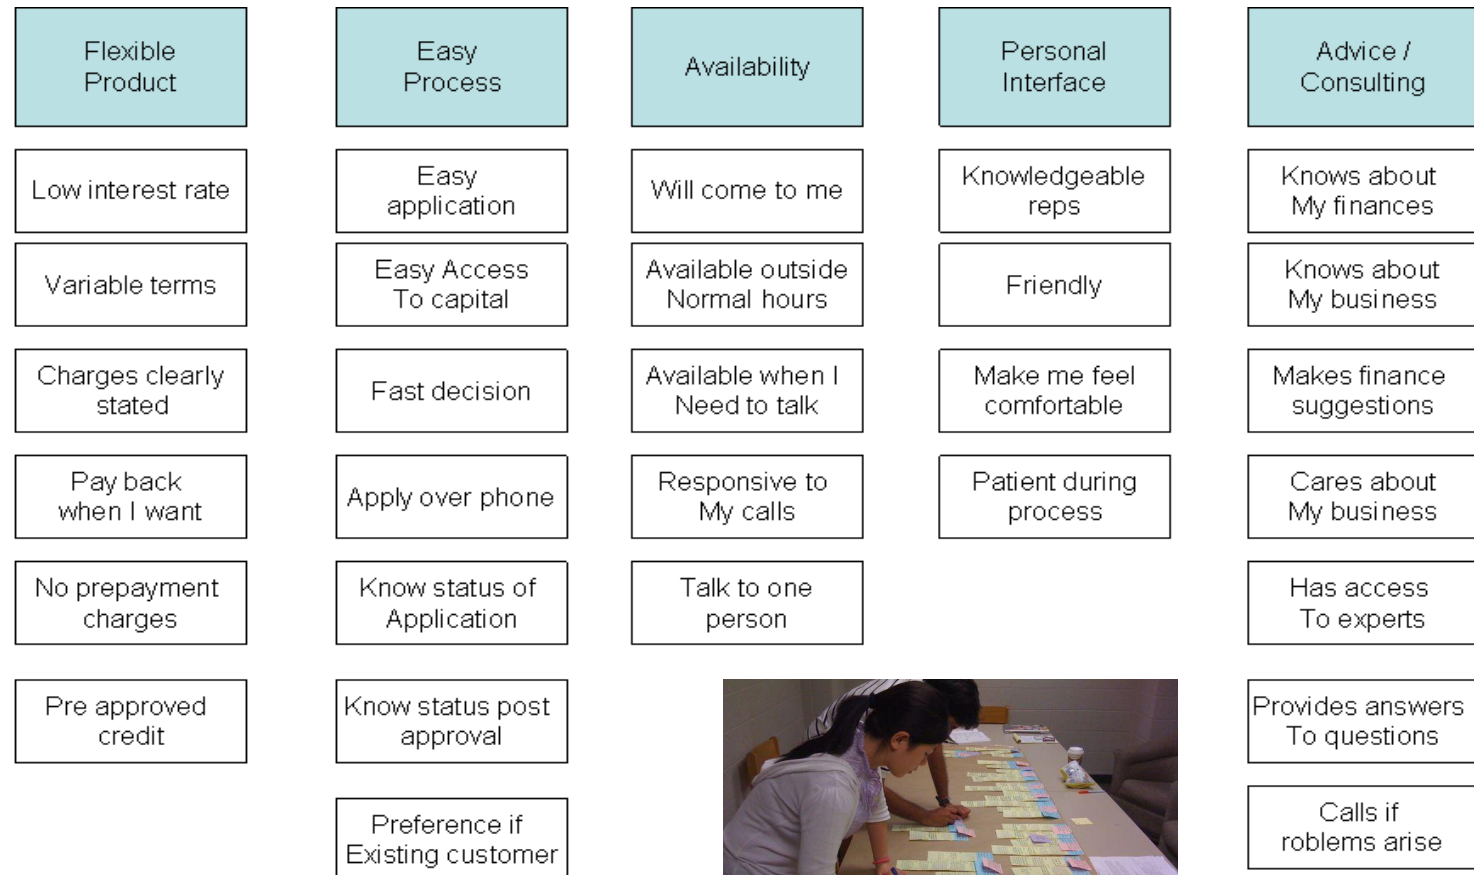 Flexible
Product
Low interest rate
Variable terms
Charges clearly
stated
Pay back
when I want
No prepayment
charges
Pre approved
credit
Easy
Process
Easy
application
Easy Access
To capital
Fast decision
Apply over phone
Know status of
Application
Know status post
approval
Preference if
Existing customer
Availability
Will come to me
Available outside
Normal hours
Available when I
Need to talk
Responsive to
My calls
Talk to one
person
Personal
Interface
Knowledgeable
reps
Friendly
Make me feel
comfortable
Patient during
process
Advice /
Consulting
Knows about
My finances
Knows about
My business
Makes finance
suggestions
Cares about
My business
Has access
To experts
Provides answers
To questions
Calls if
roblems arise